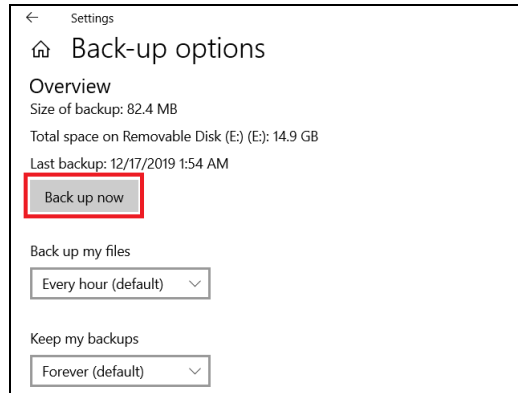 Settings
Back-up options
Overview
Size of backup: 82.4 MB
Total space on Removable Disk (E:) (E:): 14.9 GB
Last backup: 12/17/2019 1:54 AM
Back up now
Back up my files
Every hour (default)
Keep my backups
Forever (default)